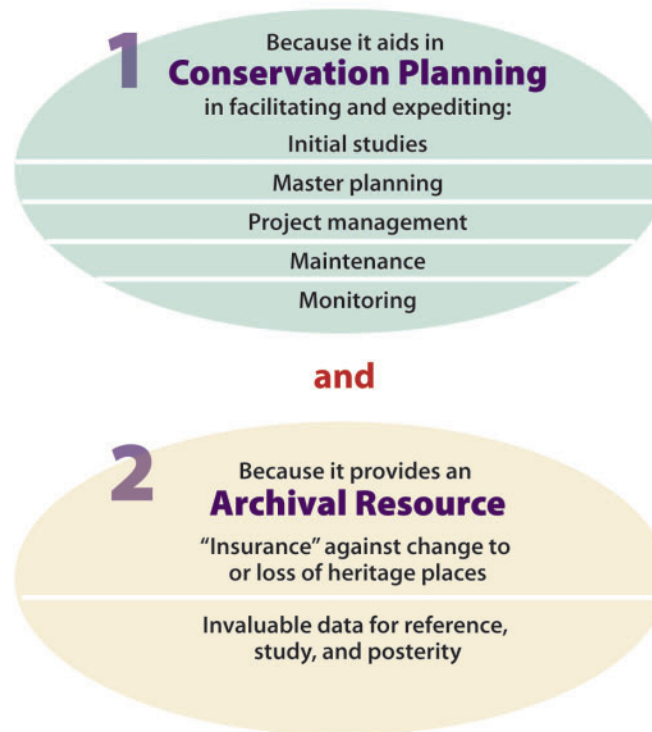 1
Because it aids in
Conservation Planning
in facilitating and expediting:
Initial studies
Master planning
Project management
Maintenance
Monitoring
and
2
Because it provides an
Archival Resource
“Insurance” against change to
or loss of heritage places
Invaluable data for reference,
study, and posterity